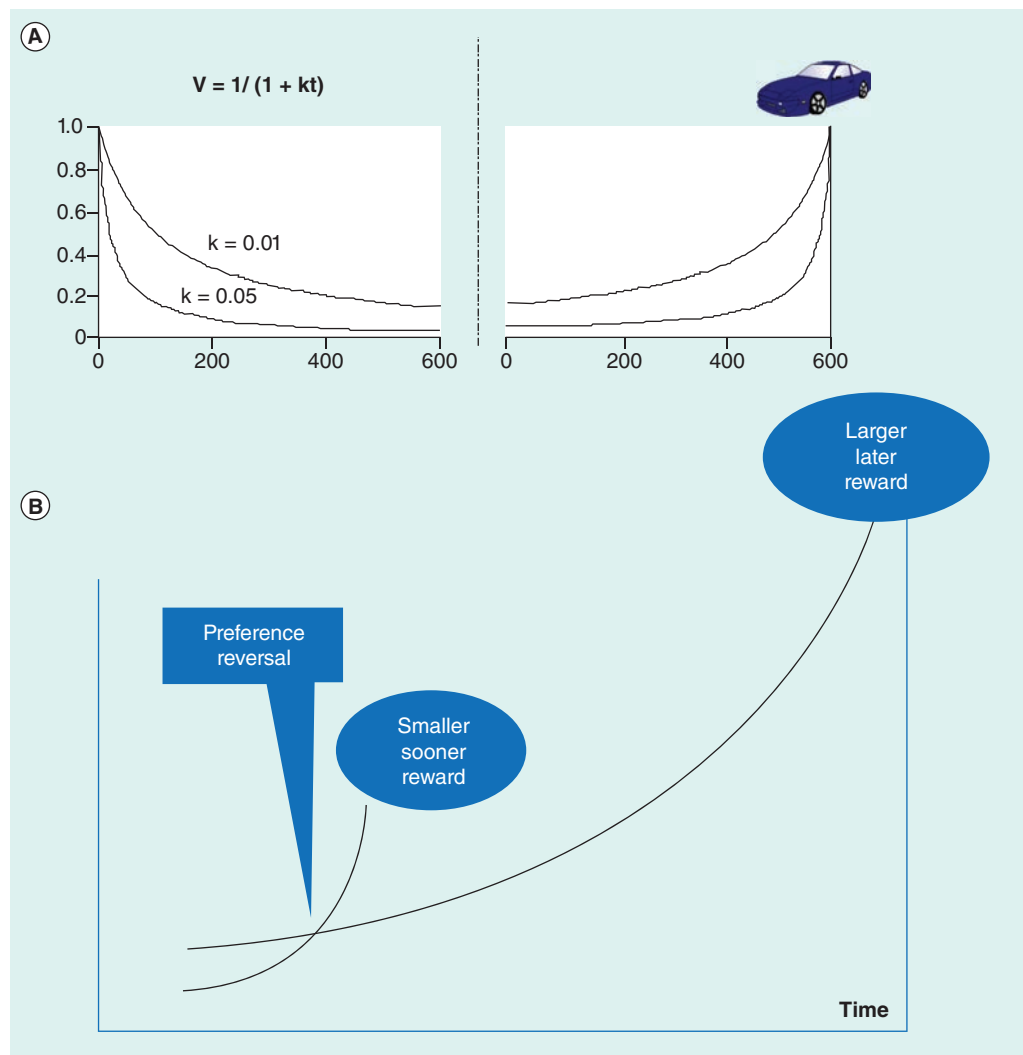 A
V = 1/ (1 + kt)
1.0
0.8
0.6
0.4
0.2
0
k = 0.01
k = 0.05
0 200 400 600
0 200 400 600
B
Larger
later
reward
Preference
reversal
Smaller
sooner
reward
Time